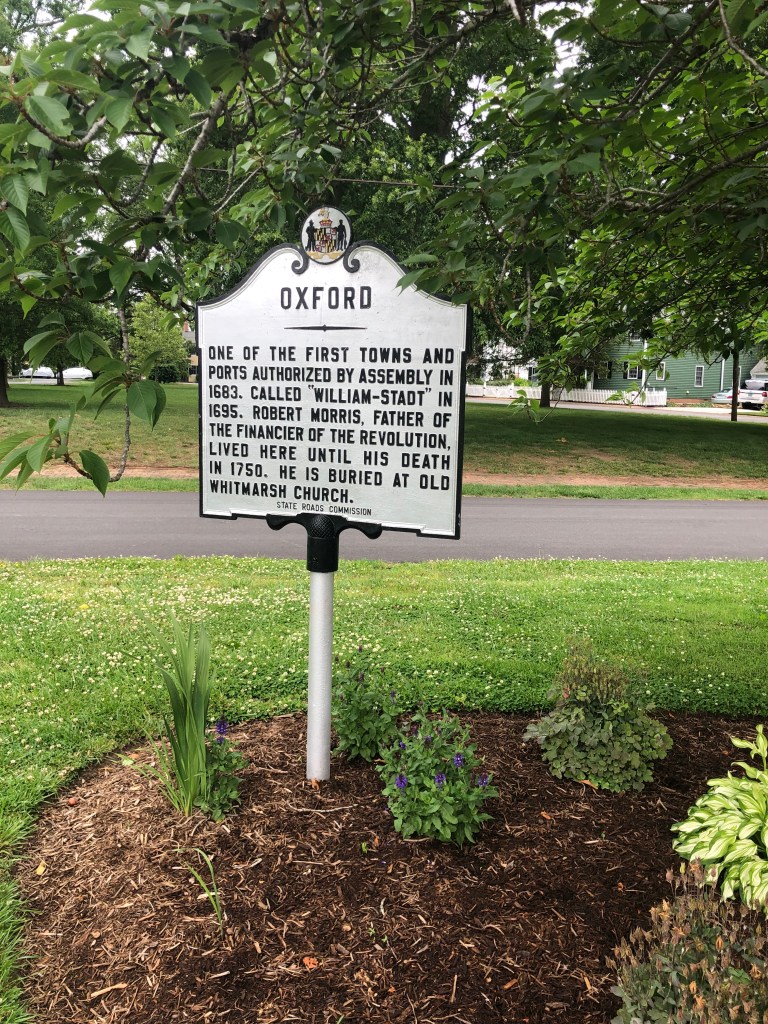 OXFORD
ONE OF THE FIRST TOWNS AND
PORTS AUTHORIZED BY ASSEMBLY IN
1683. CALLED "WILLIAM-STADT" IN
1695. ROBERT MORRIS, FATHER OF
THE FINANCIER OF THE REVOLUTION,
LIVED HERE UNTIL HIS DEATH
IN 1750. HE IS BURIED AT OLD
WHITMARSH CHURCH.
STATE ROADS COMMISSION